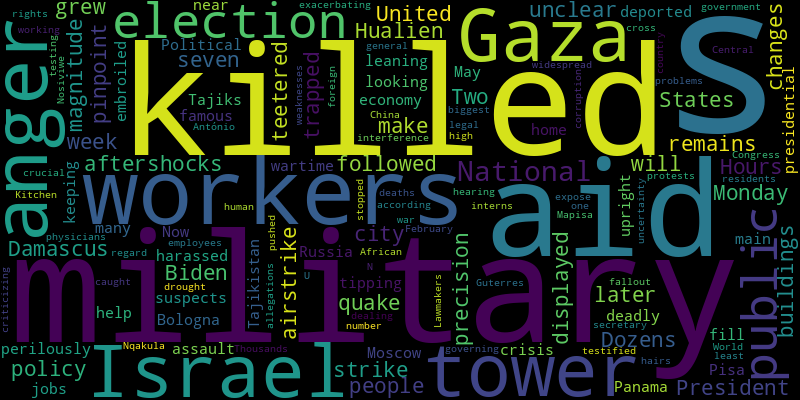 rights grew near exacerbating United unclear deported government
working election Hualien general cross changes
testing anger magnitude pinpoint embroiled Political seven teetered weaknesses trapped foreign leaning looking economy Gaza widespread country Central presidential
Nosiviwe killed S
Tajiks May problems
famous China Two States
António make biggest legal high corruption
week interference home remains
crucial aftershocks wartime followed National will Congress Hours
Kitchen keeping workers human stopped deaths hearing aid expose upright protests residents
according interns one uncertainty Monday
physicians many war February Mapisa main public buildings
Now employees pushed city African
Damascus regard harassed Tajikistan airstrike Russia U N precision displayed Guterres fallout
criticizing military
caught Biden allegations tipping Lawmakers later secretary
drought quake
help suspects number dealing deadly fill
Bologna Dozens World
perilously Nqakula assault Thousands Moscow governing crisis testified least
policy Israel strike tower hairs Pisa
jobs people Panama President